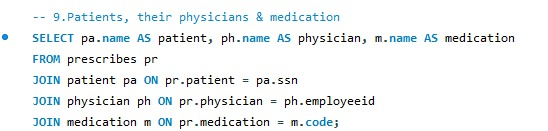 -- 9.Patients, their physicians & medication
SELECT pa.name AS patient, ph.name AS physician, m.name AS medication
FROM prescribes pr
JOIN patient pa ON pr.patient = pa.ssn
JOIN physician ph ON pr.physician = ph.employeeid
JOIN medication m ON pr.medication = m.code;